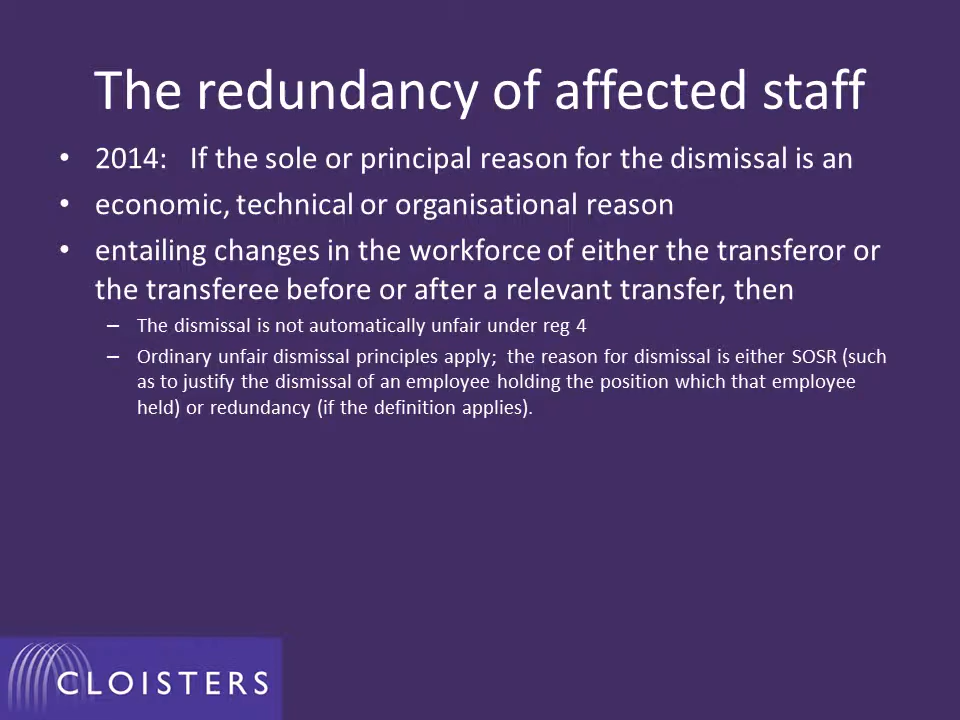 The redundancy of affected staff
• 2014: If the sole or principal reason for the dismissal is an
• economic, technical or organisational reason
• entailing changes in the workforce of either the transferor or
the transferee before or after a relevant transfer, then
– The dismissal is not automatically unfair under reg 4
– Ordinary unfair dismissal principles apply; the reason for dismissal is either SOSR (such
as to justify the dismissal of an employee holding the position which that employee
held) or redundancy (if the definition applies).
CLOISTERS